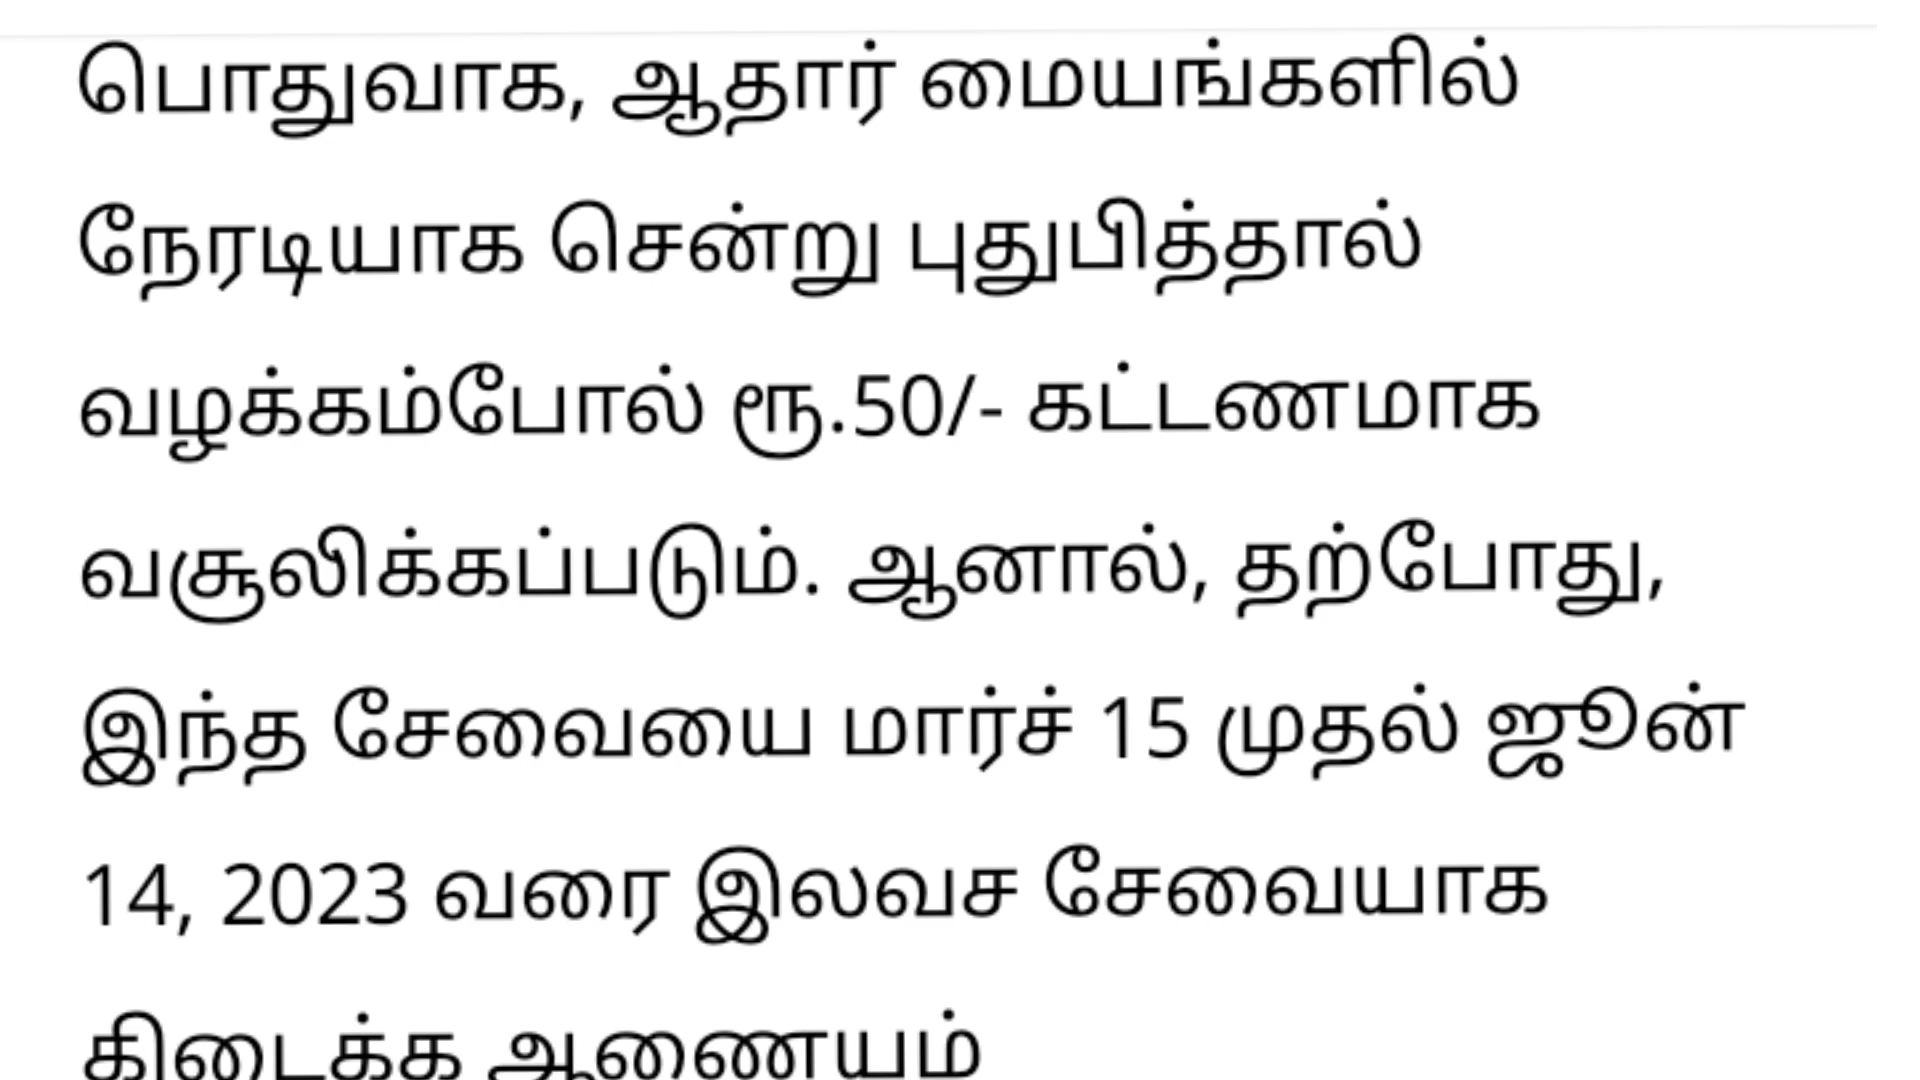 பொதுவாக, ஆதார் மையங்களில்
நேரடியாக சென்று புதுபித்தால்
வழக்கம்போல் ரூ.50/- கட்டணமாக
வசூலிக்கப்படும். ஆனால், தற்போது,
இந்த சேவையை மார்ச் 15 முதல் ஜூன்
14, 2023 வரை இலவச சேவையாக
கிடைக்க ஆணையம்